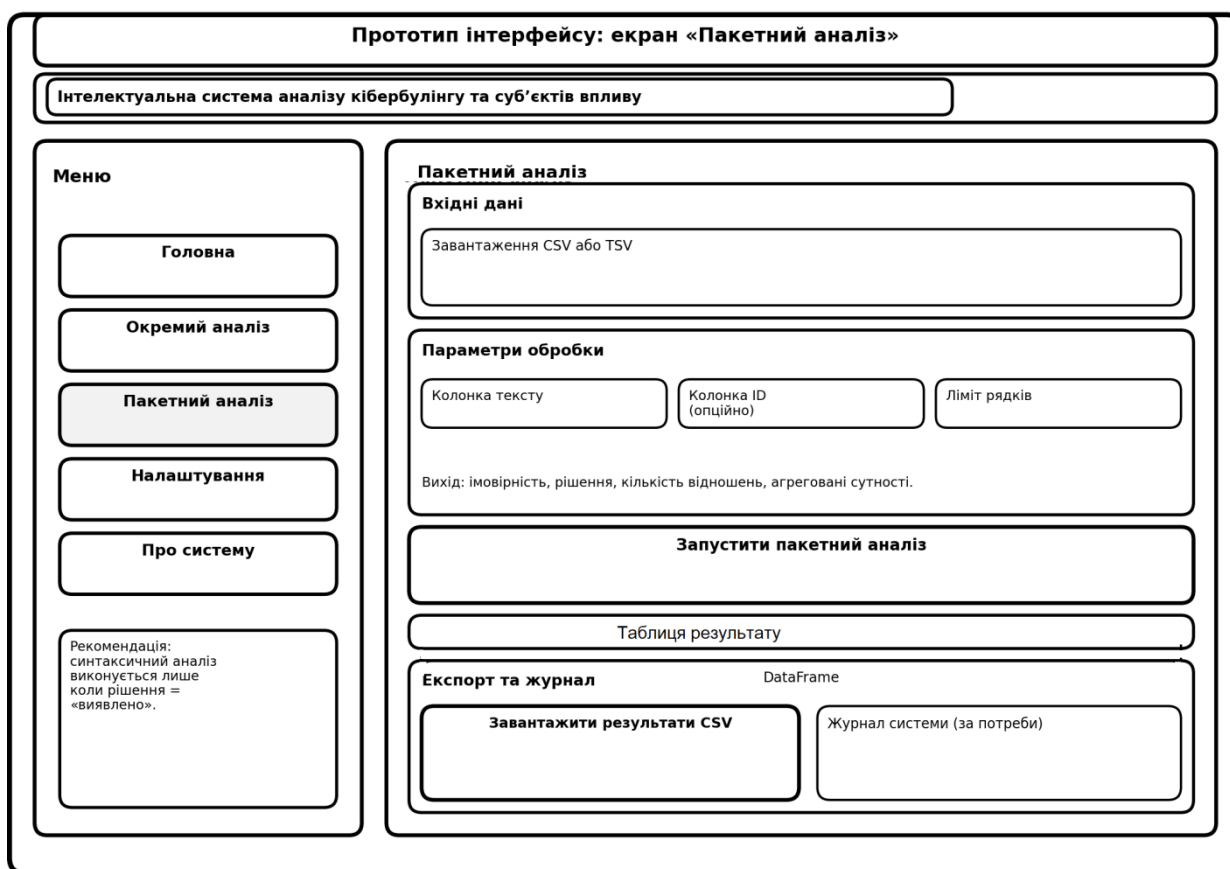 Прототип інтерфейсу: екран «Пакетний аналіз»
Інтелектуальна система аналізу кібербулінгу та суб’єктів впливу
Меню
Головна
Окремий аналіз
Пакетний аналіз
Налаштування
Про систему
Рекомендація:
синтаксичний аналіз
виконується лише
коли рішення =
«виявлено».
Пакетний аналіз
Вхідні дані
Завантаження CSV або TSV
Параметри обробки
Колонка тексту
Колонка ID
(опційно)
Ліміт рядків
Вихід: імовірність, рішення, кількість відношень, агреговані сутності.
Запустити пакетний аналіз
Таблиця результату
Експорт та журнал
DataFrame
Завантажити результати CSV
Журнал системи (за потреби)